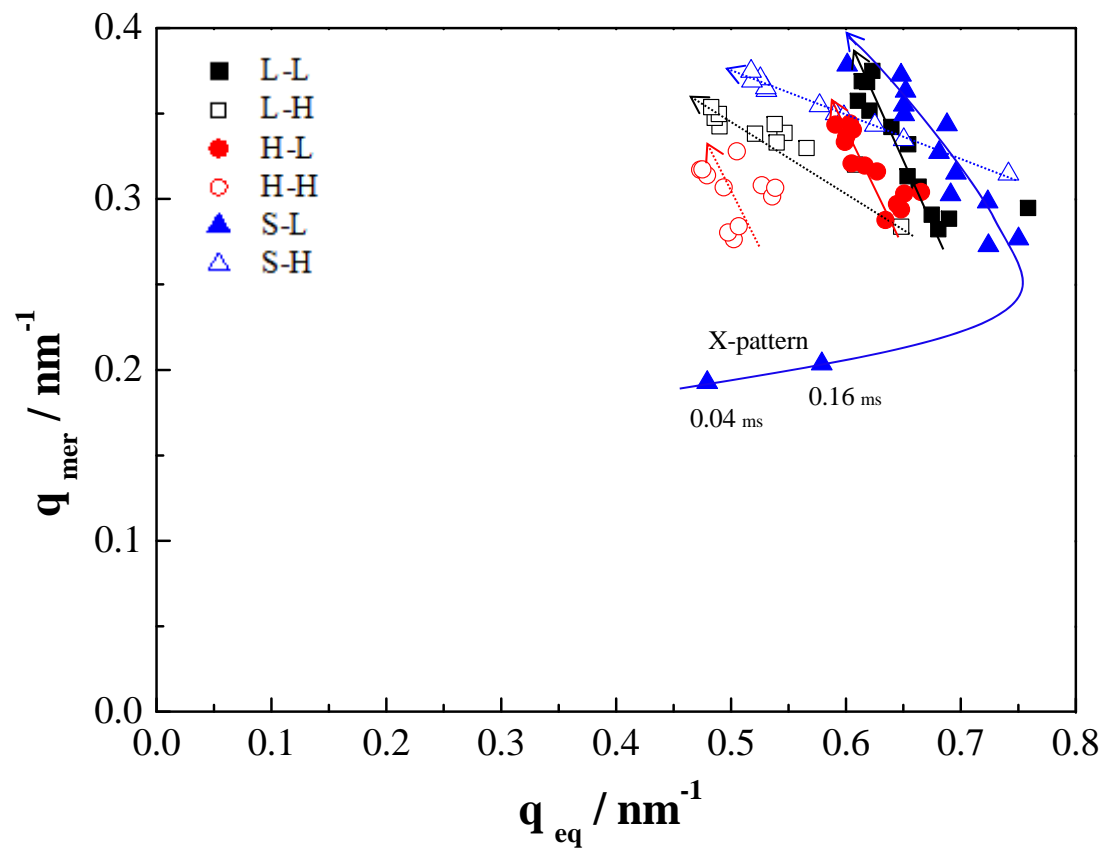 0.4
0.3
0.2
0.1
0.0
q mer / nm-1
L-L
L-H
H-L
H-H
S-L
S-H
X-pattern
0.04 ms
0.16 ms
0.0 0.1 0.2 0.3 0.4 0.5 0.6 0.7 0.8
q eq / nm-1